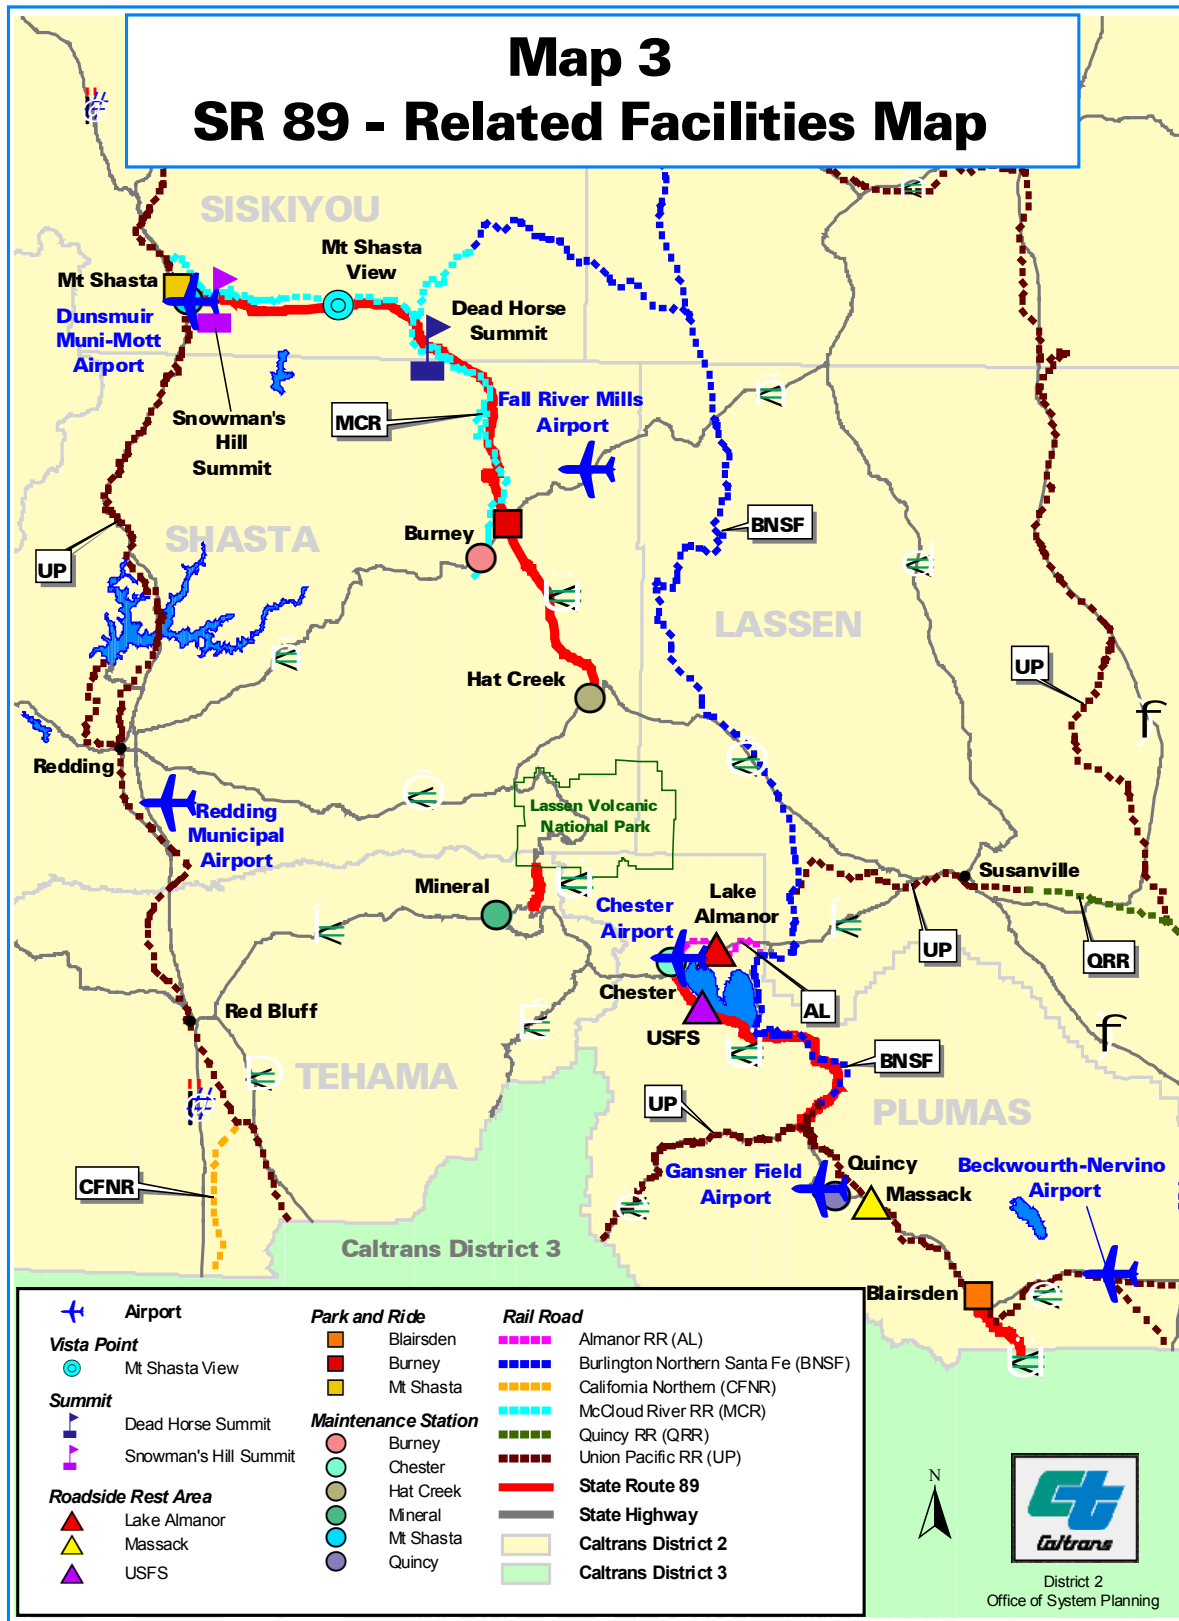 Map 3
SR 89 - Related Facilities Map
SISKIYOU
Mt Shasta
View
Mt Shasta
Dunsmuir
Muni-Mott
Airport
Dead Horse
Summit
Snowman's
Hill
Summit
MCR
Fall River Mills
Airport
SHASTA
Burney
BNSF
UP
LASSEN
Hat Creek
UP
Redding
Redding
Municipal
Airport
Lassen Volcanic
National Park
Mineral
Susanville
Lake
Almanor
Chester
Airport
UP
QRR
Chester
AL
USFS
Red Bluff
TEHAMA
BNSF
UP
PLUMAS
CFNR
Gansner Field
Airport
Quincy
Massack
Beckwourth-Nervino
Airport
Caltrans District 3
Blairsden
Airport
Vista Point
Mt Shasta View
Summit
Dead Horse Summit
Snowman's Hill Summit
Roadside Rest Area
Lake Almanor
Massack
USFS
Park and Ride
Blairsden
Burney
Mt Shasta
Maintenance Station
Burney
Chester
Hat Creek
Mineral
Mt Shasta
Quincy
Rail Road
Almanor RR (AL)
Burlington Northern Santa Fe (BNSF)
California Northern (CFNR)
McCloud River RR (MCR)
Quincy RR (QRR)
Union Pacific RR (UP)
State Route 89
State Highway
Caltrans District 2
Caltrans District 3
N
Caltrans
District 2
Office of System Planning